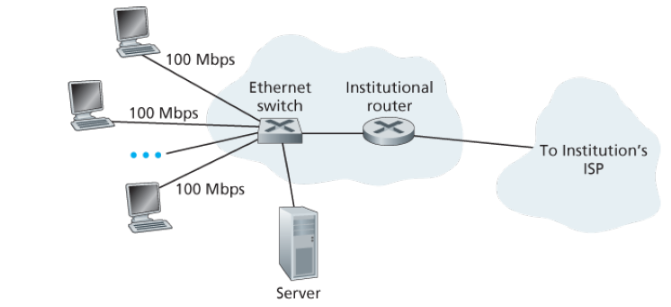 100 Mbps
Ethernet
switch
Institutional
router
100 Mbps
To Institution's
ISP
100 Mbps
Server